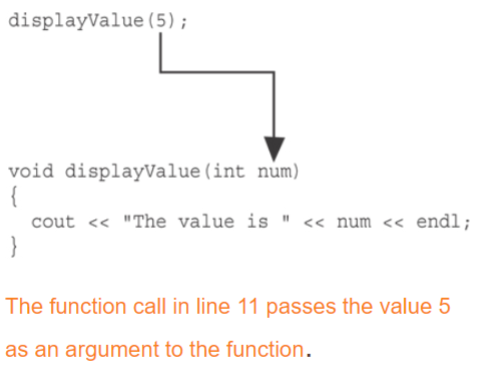 displayValue(5);
void displayValue(int num)
{
cout << "The value is " << num << endl;
}
The function call in line 11 passes the value 5
as an argument to the function.